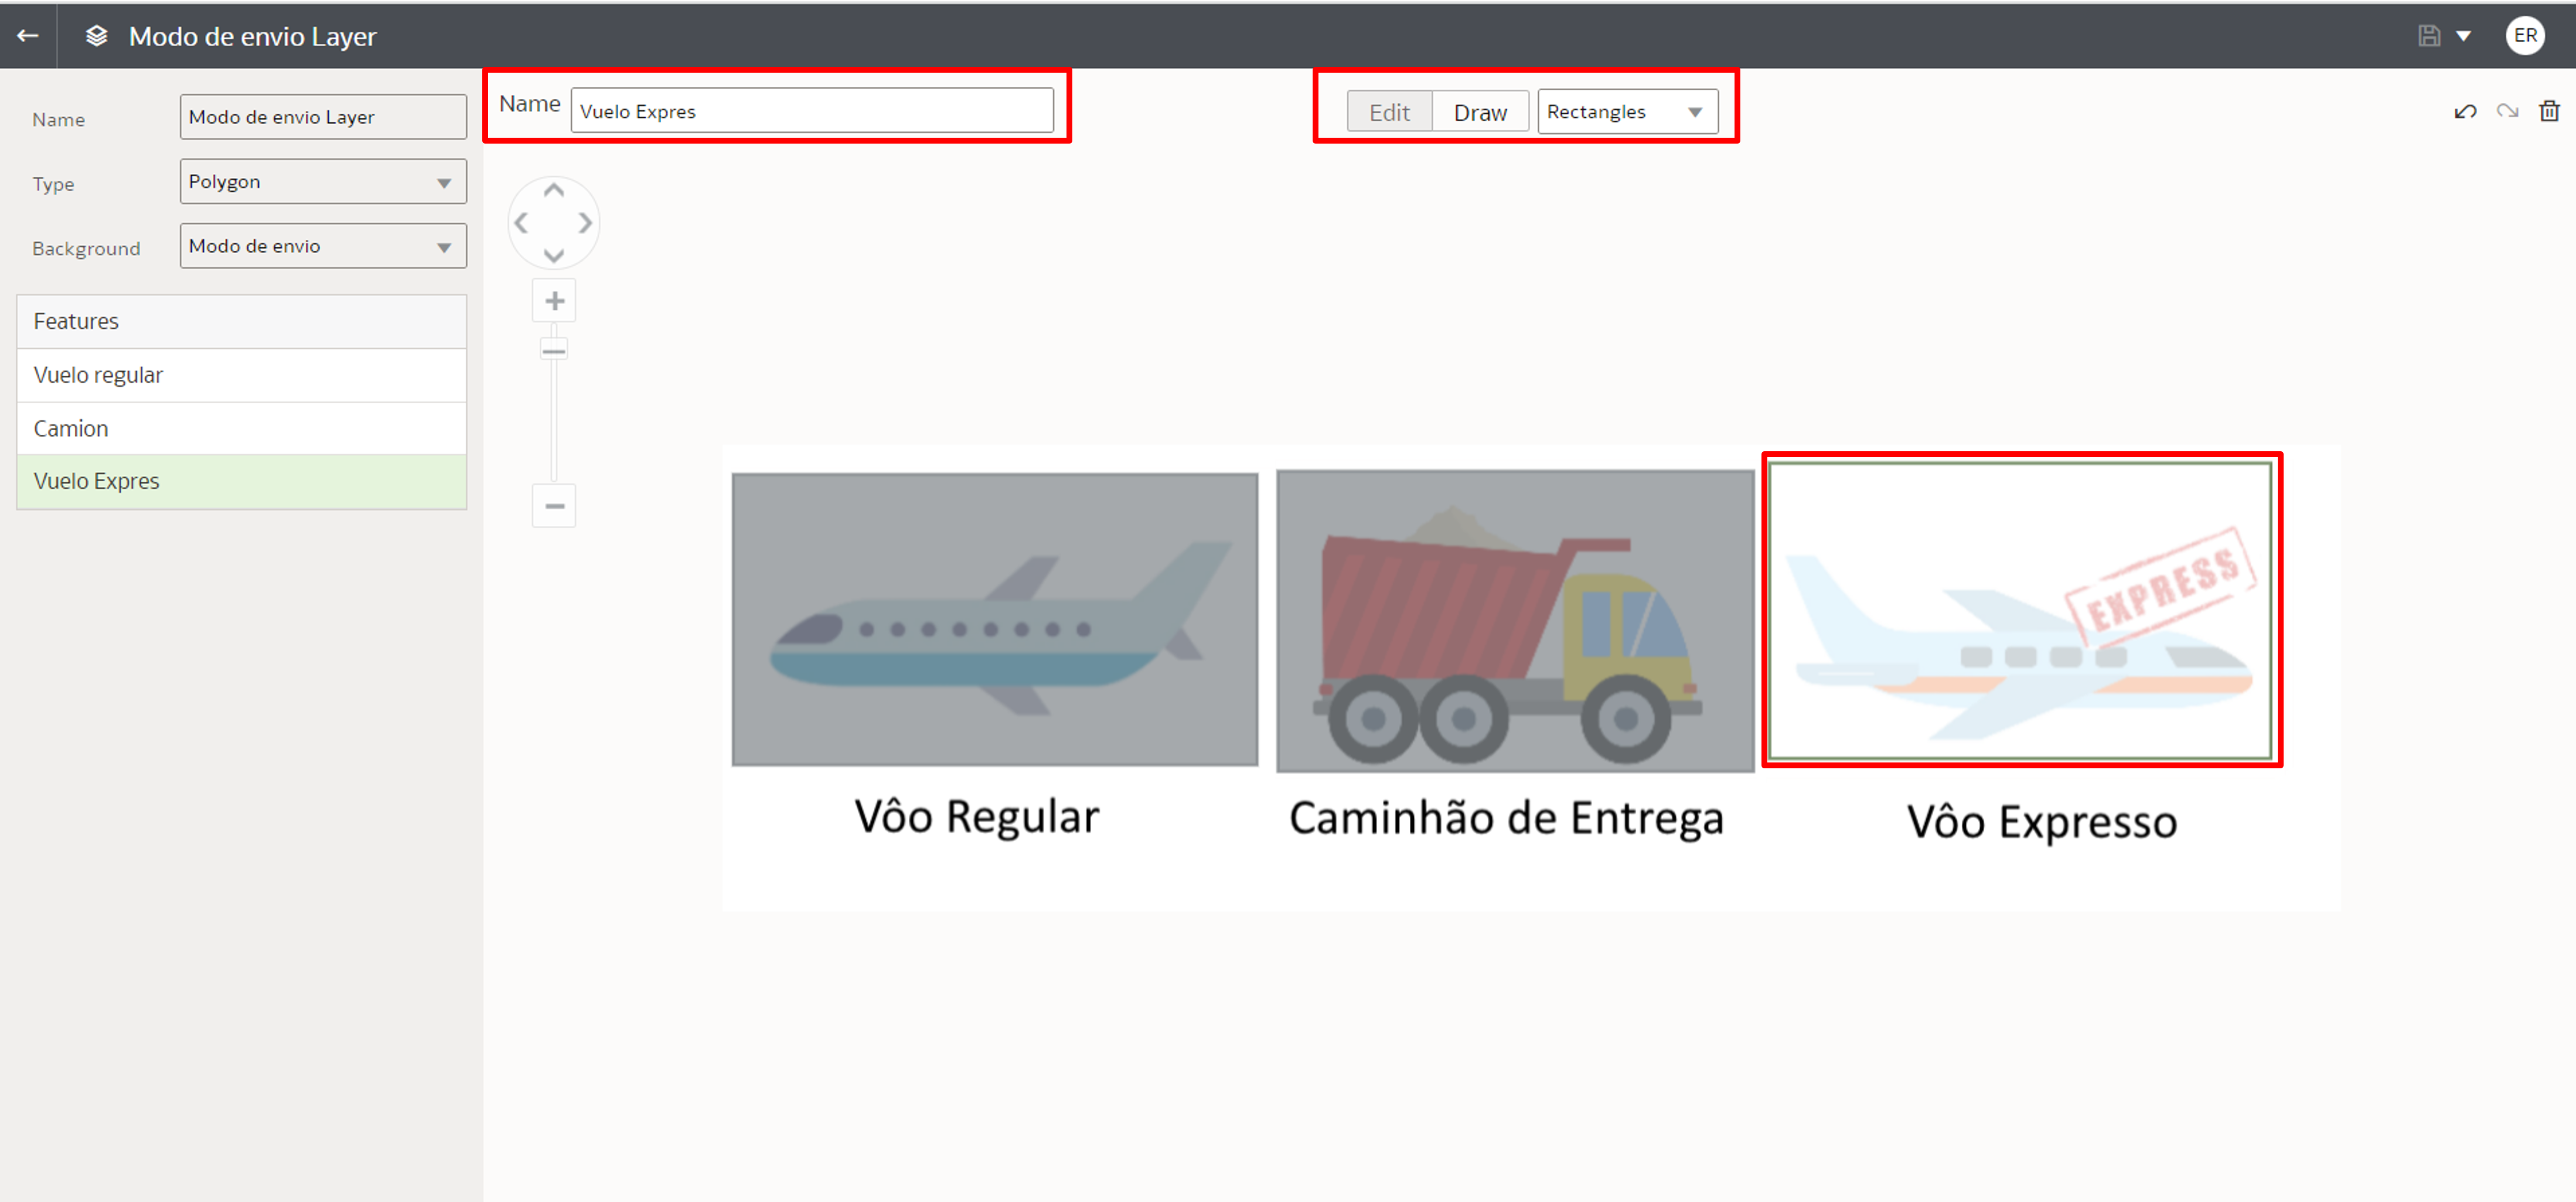 Modo de envio Layer
ER
Name
Modo de envio Layer
Type
Polygon
Background
Modo de envio
Features
Vuelo regular
Camion
Vuelo Expres
Name
Vuelo Expres
Edit
Draw
Rectangles
EXPRESS
Vôo Regular
Caminhão de Entrega
Vôo Expresso